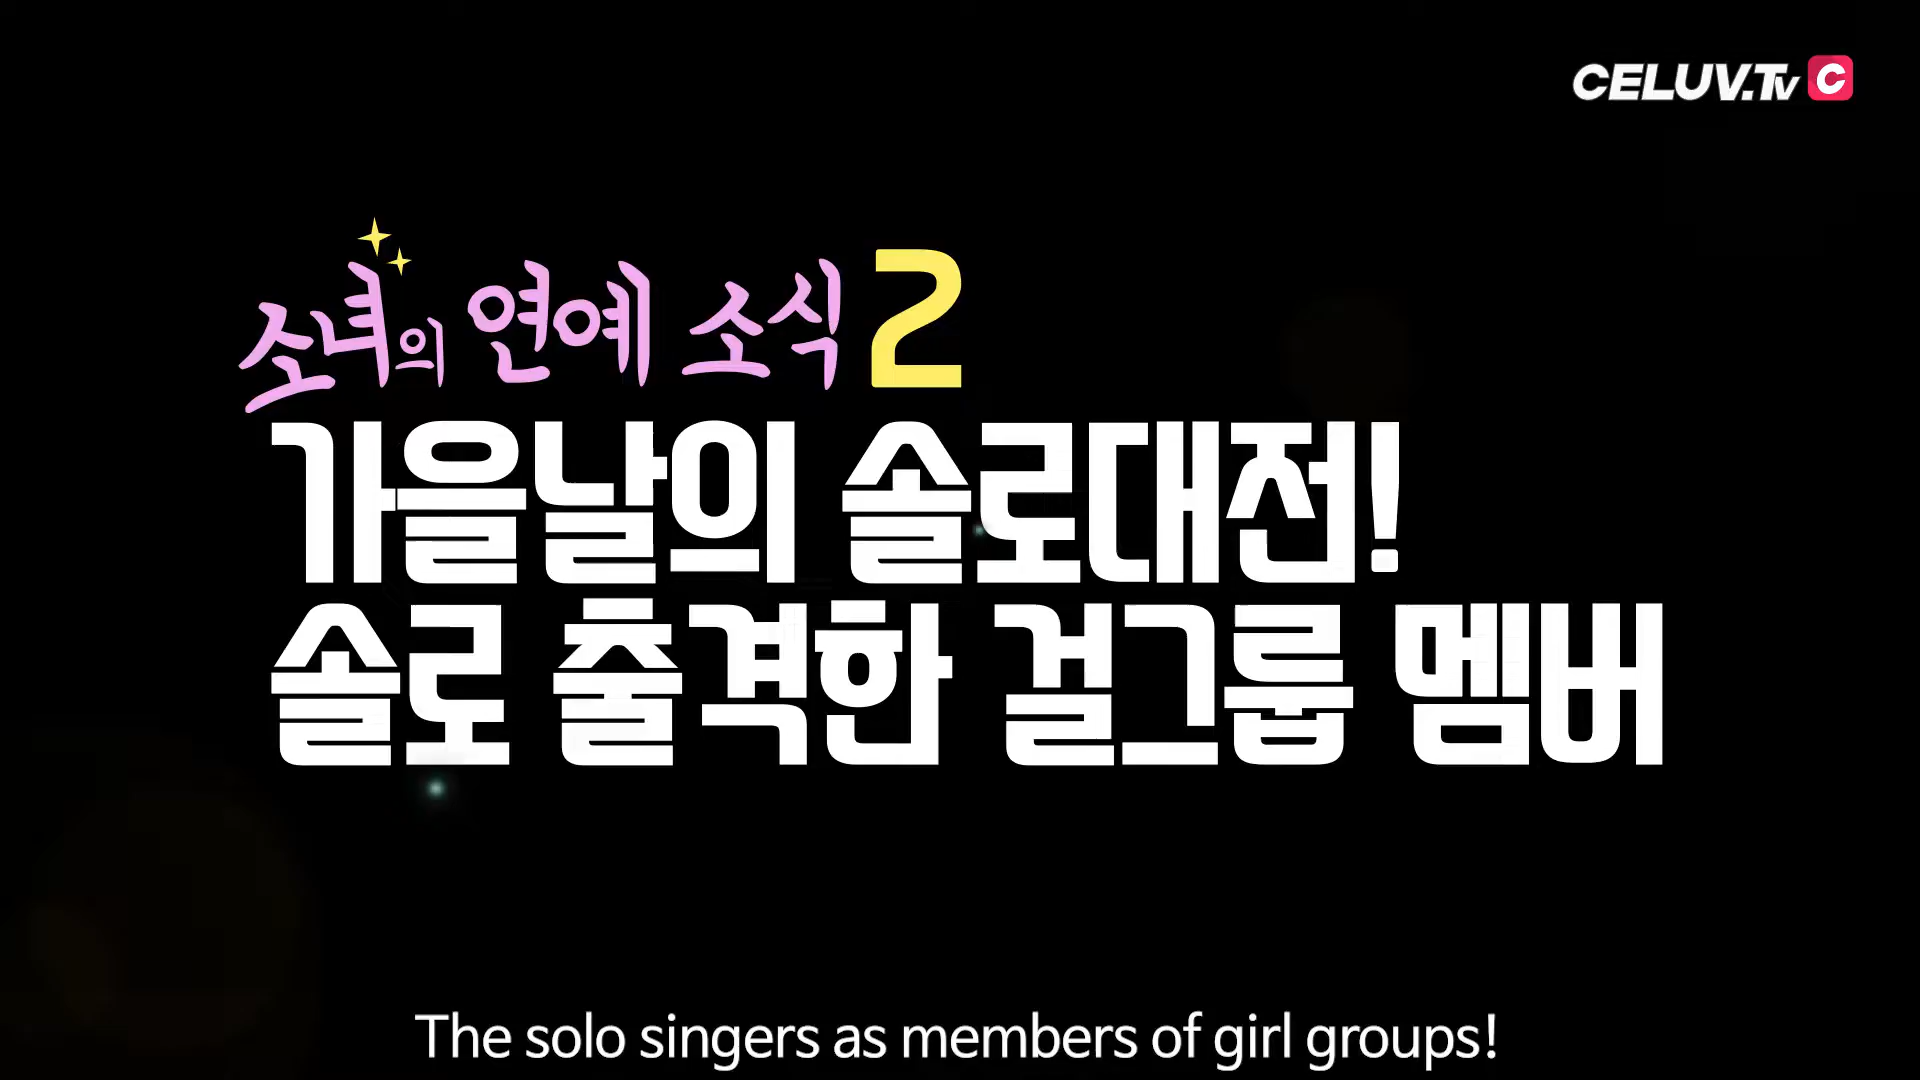 CELUV.Tv C
소녀의 연예 소식 2
가을날의 솔로대전!
솔로 출격한 걸그룹 멤버
The solo singers as members of girl groups!